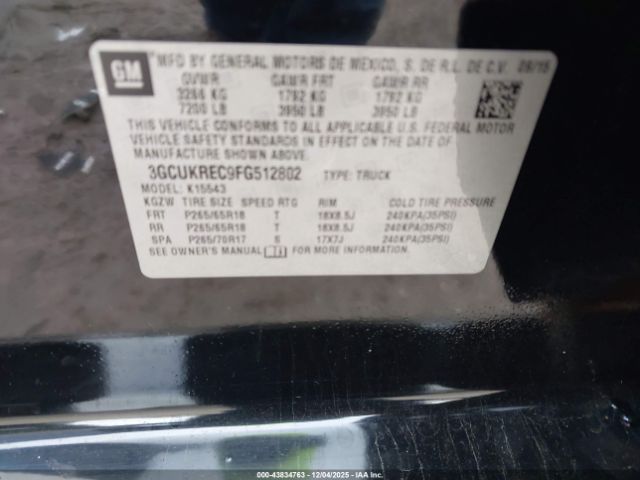 GM
MFD BY GENERAL MOTORS DE MEXICO, S. DE R.L. DE C.V. 08/15
GVWR GAWR FRT GAWR RR
3266 KG 1792 KG 1792 KG
7200 LB 3950 LB 3950 LB
THIS VEHICLE CONFORMS TO ALL APPLICABLE U.S. FEDERAL MOTOR
VEHICLE SAFETY STANDARDS IN EFFECT ON THE DATE OF
MANUFACTURE SHOWN ABOVE.
3GCUKREC9FG512802 TYPE: TRUCK
MODEL: K15543
KGZW TIRE SIZE SPEED RTG RIM COLD TIRE PRESSURE
FRT P265/65R18 T 18X8.5J 240KPA(35PSI)
RR P265/65R18 T 18X8.5J 240KPA(35PSI)
SPA P265/70R17 S 17X7J 240KPA(35PSI)
SEE OWNER'S MANUAL FOR MORE INFORMATION.
000-43834763 - 12/04/2025 - IAAI.COM